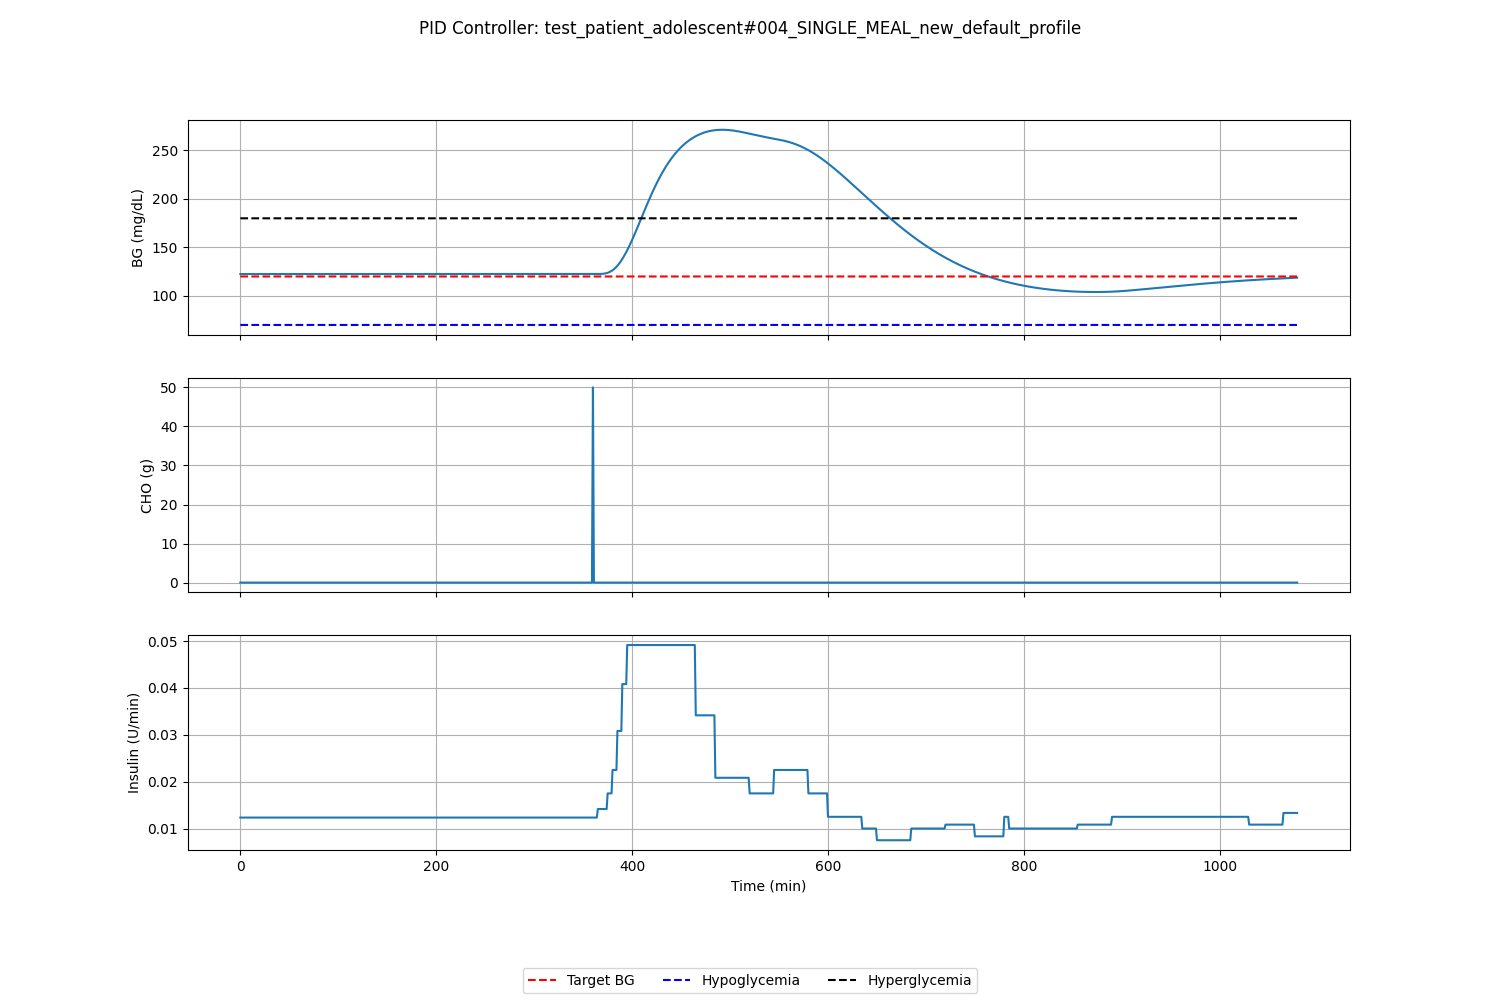 PID Controller: test_patient_adolescent#004_SINGLE_MEAL_new_default_profile
BG (mg/dL)
250
200
150
100
CHO (g)
50
40
30
20
10
0
Insulin (U/min)
0.05
0.04
0.03
0.02
0.01
0 200 400 600 800 1000
Time (min)
Target BG Hypoglycemia Hyperglycemia